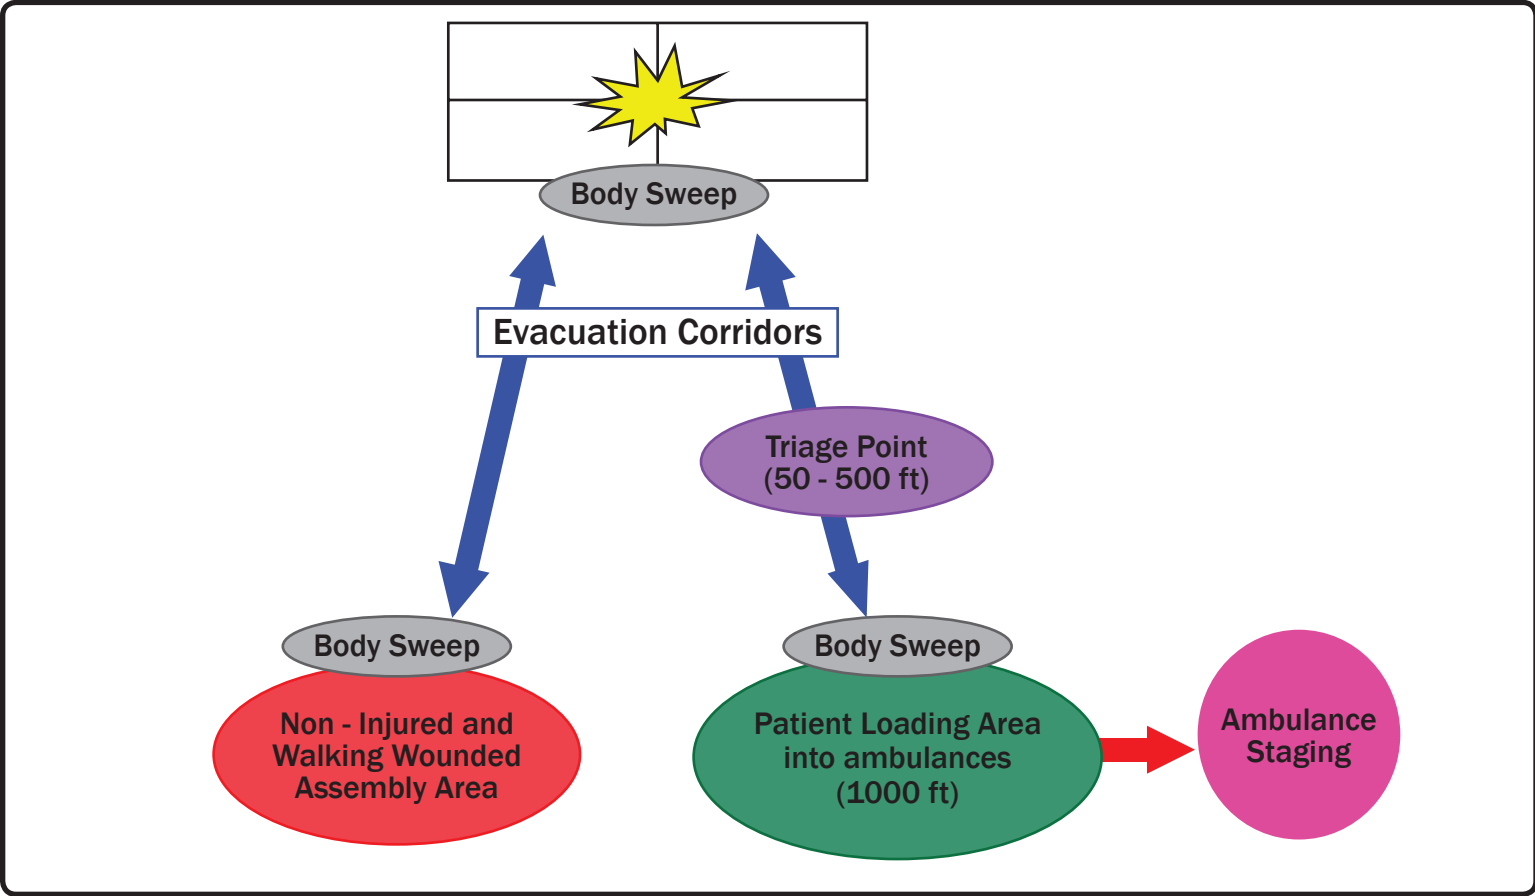 Body Sweep
Evacuation Corridors
Triage Point
(50 - 500 ft)
Body Sweep
Non - Injured and
Walking Wounded
Assembly Area
Body Sweep
Patient Loading Area
into ambulances
(1000 ft)
Ambulance
Staging